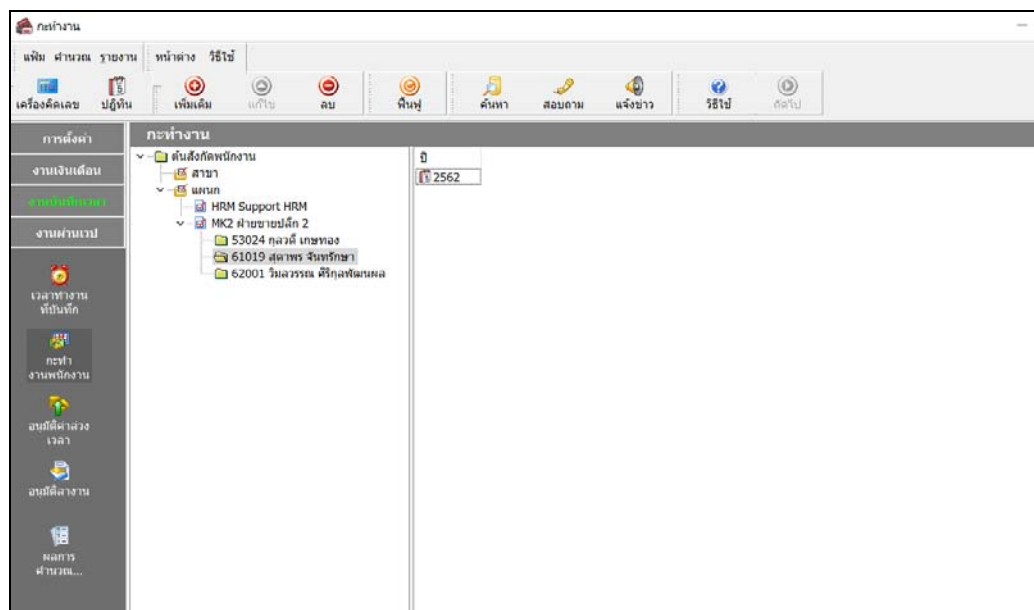 กะทำงาน
แฟ้ม คำนวณ รายงาน หน้าต่าง วิธีใช้
เครื่องคิดเลข ปฏิทิน เพิ่มเติม แก้ไข ลบ ฟื้นฟู ค้นหา สอบถาม แจ้งข่าว วิธีใช้ ถัดไป
การตั้งค่า
งานเงินเดือน
งานบันทึกเวลา
งานผ่านเวป
เวลาทำงาน
ที่บันทึก
กะทำ
งานพนักงาน
อนุมัติค่าล่วง
เวลา
อนุมัติลางาน
ผลการ
คำนวณ...
กะทำงาน
ต้นสังกัดพนักงาน
สาขา
แผนก
HRM Support HRM
MK2 ฝ่ายขายปลีก 2
53024 กุลวดี เกษทอง
61019 สุดาพร จันทรักษา
62001 วิมลวรรณ ศิริกุลพัฒนผล
ปี
2562